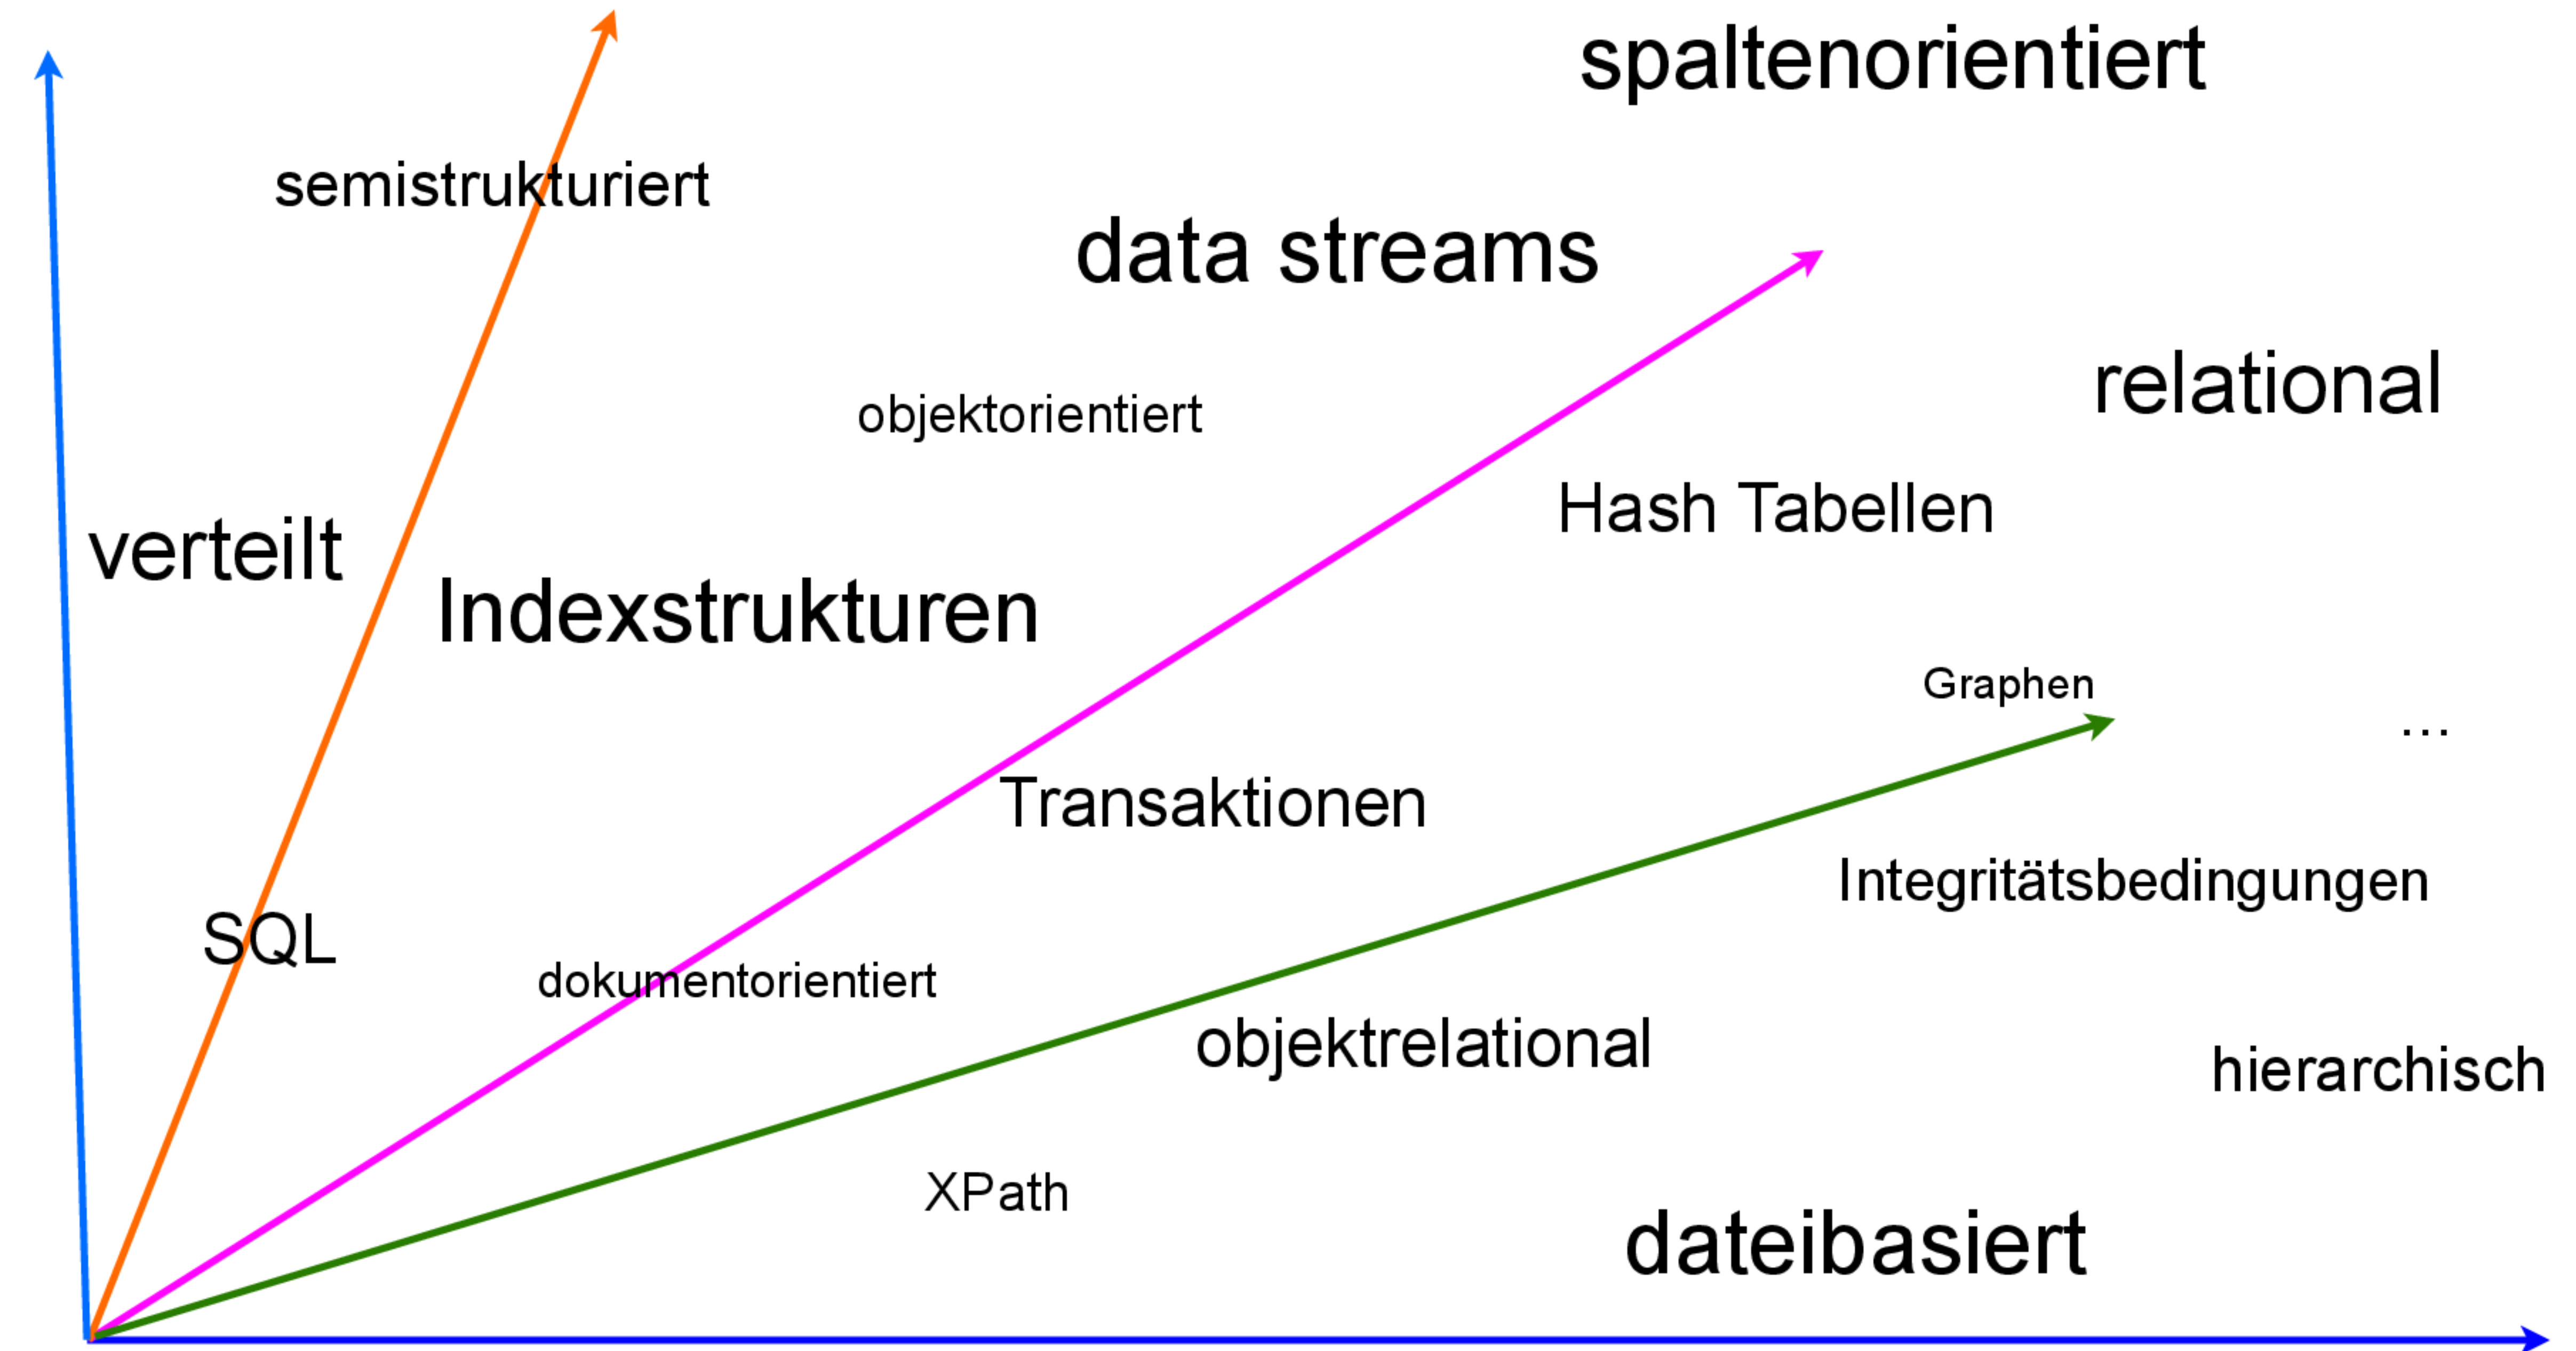 spaltenorientiert
semistrukturiert
data streams
relational
objektorientiert
Hash Tabellen
verteilt
Indexstrukturen
Graphen
...
Transaktionen
Integritätsbedingungen
SQL
dokumentorientiert
objektrelational
hierarchisch
XPath
dateibasiert